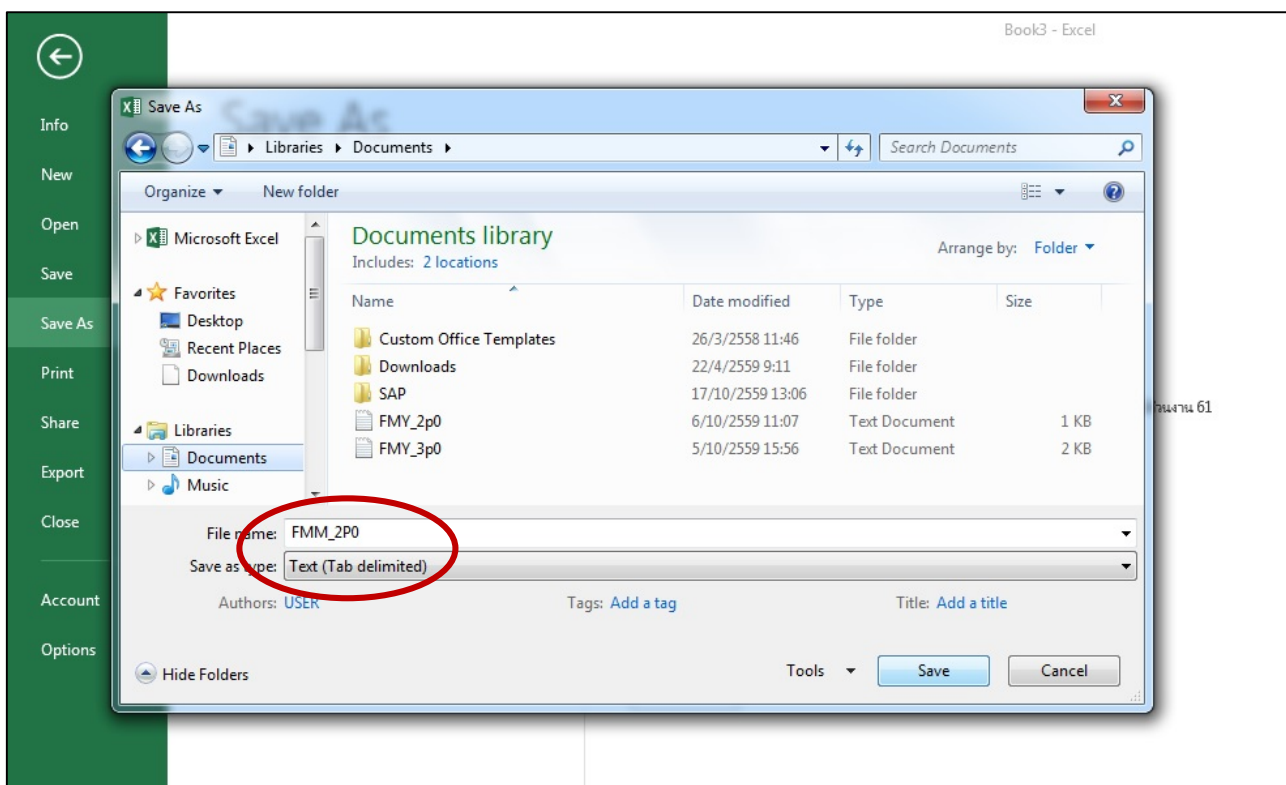 Book3 - Excel
Info
New
Open
Save
Save As
Print
Share
Export
Close
Account
Options
Save As
Save As
Libraries Documents
Search Documents
Organize New folder
Microsoft Excel
Favorites
Desktop
Recent Places
Downloads
Libraries
Documents
Music
Documents library
Includes: 2 locations
Arrange by: Folder
Name Date modified Type Size
Custom Office Templates 26/3/2558 11:46 File folder
Downloads 22/4/2559 9:11 File folder
SAP 17/10/2559 13:06 File folder
FMY_2p0 6/10/2559 11:07 Text Document 1 KB
FMY_3p0 5/10/2559 15:56 Text Document 2 KB
61
File name: FMM_2P0
Save as type: Text (Tab delimited)
Authors: USER Tags: Add a tag Title: Add a title
Hide Folders Tools Save Cancel